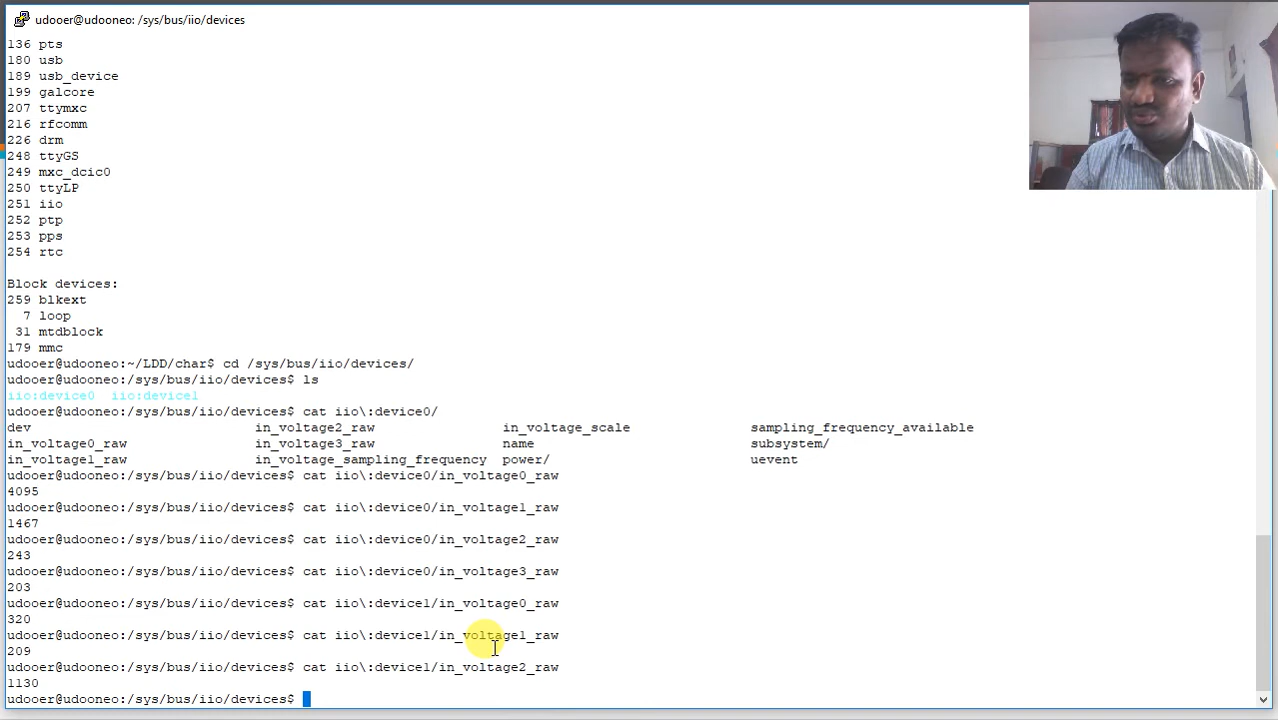 udooer@udooneo: /sys/bus/iio/devices
136 pts
180 usb
189 usb_device
199 galcore
207 ttymxc
216 rfcomm
226 drm
248 ttyGS
249 mxc_dcic0
250 ttyLP
251 iio
252 ptp
253 pps
254 rtc
Block devices:
259 blkext
7 loop
31 mtdblock
179 mmc
udooer@udooneo:~/LDD/char$ cd /sys/bus/iio/devices/
udooer@udooneo:/sys/bus/iio/devices$ ls
iio:device0 iio:device1
udooer@udooneo:/sys/bus/iio/devices$ cat iio\:device0/
dev in_voltage2_raw in_voltage_scale sampling_frequency_available
in_voltage0_raw in_voltage3_raw name subsystem/
in_voltage1_raw in_voltage_sampling_frequency power/ uevent
udooer@udooneo:/sys/bus/iio/devices$ cat iio\:device0/in_voltage0_raw
4095
udooer@udooneo:/sys/bus/iio/devices$ cat iio\:device0/in_voltage1_raw
1467
udooer@udooneo:/sys/bus/iio/devices$ cat iio\:device0/in_voltage2_raw
243
udooer@udooneo:/sys/bus/iio/devices$ cat iio\:device0/in_voltage3_raw
203
udooer@udooneo:/sys/bus/iio/devices$ cat iio\:device1/in_voltage0_raw
320
udooer@udooneo:/sys/bus/iio/devices$ cat iio\:device1/in_voltage1_raw
209
udooer@udooneo:/sys/bus/iio/devices$ cat iio\:device1/in_voltage2_raw
1130
udooer@udooneo:/sys/bus/iio/devices$